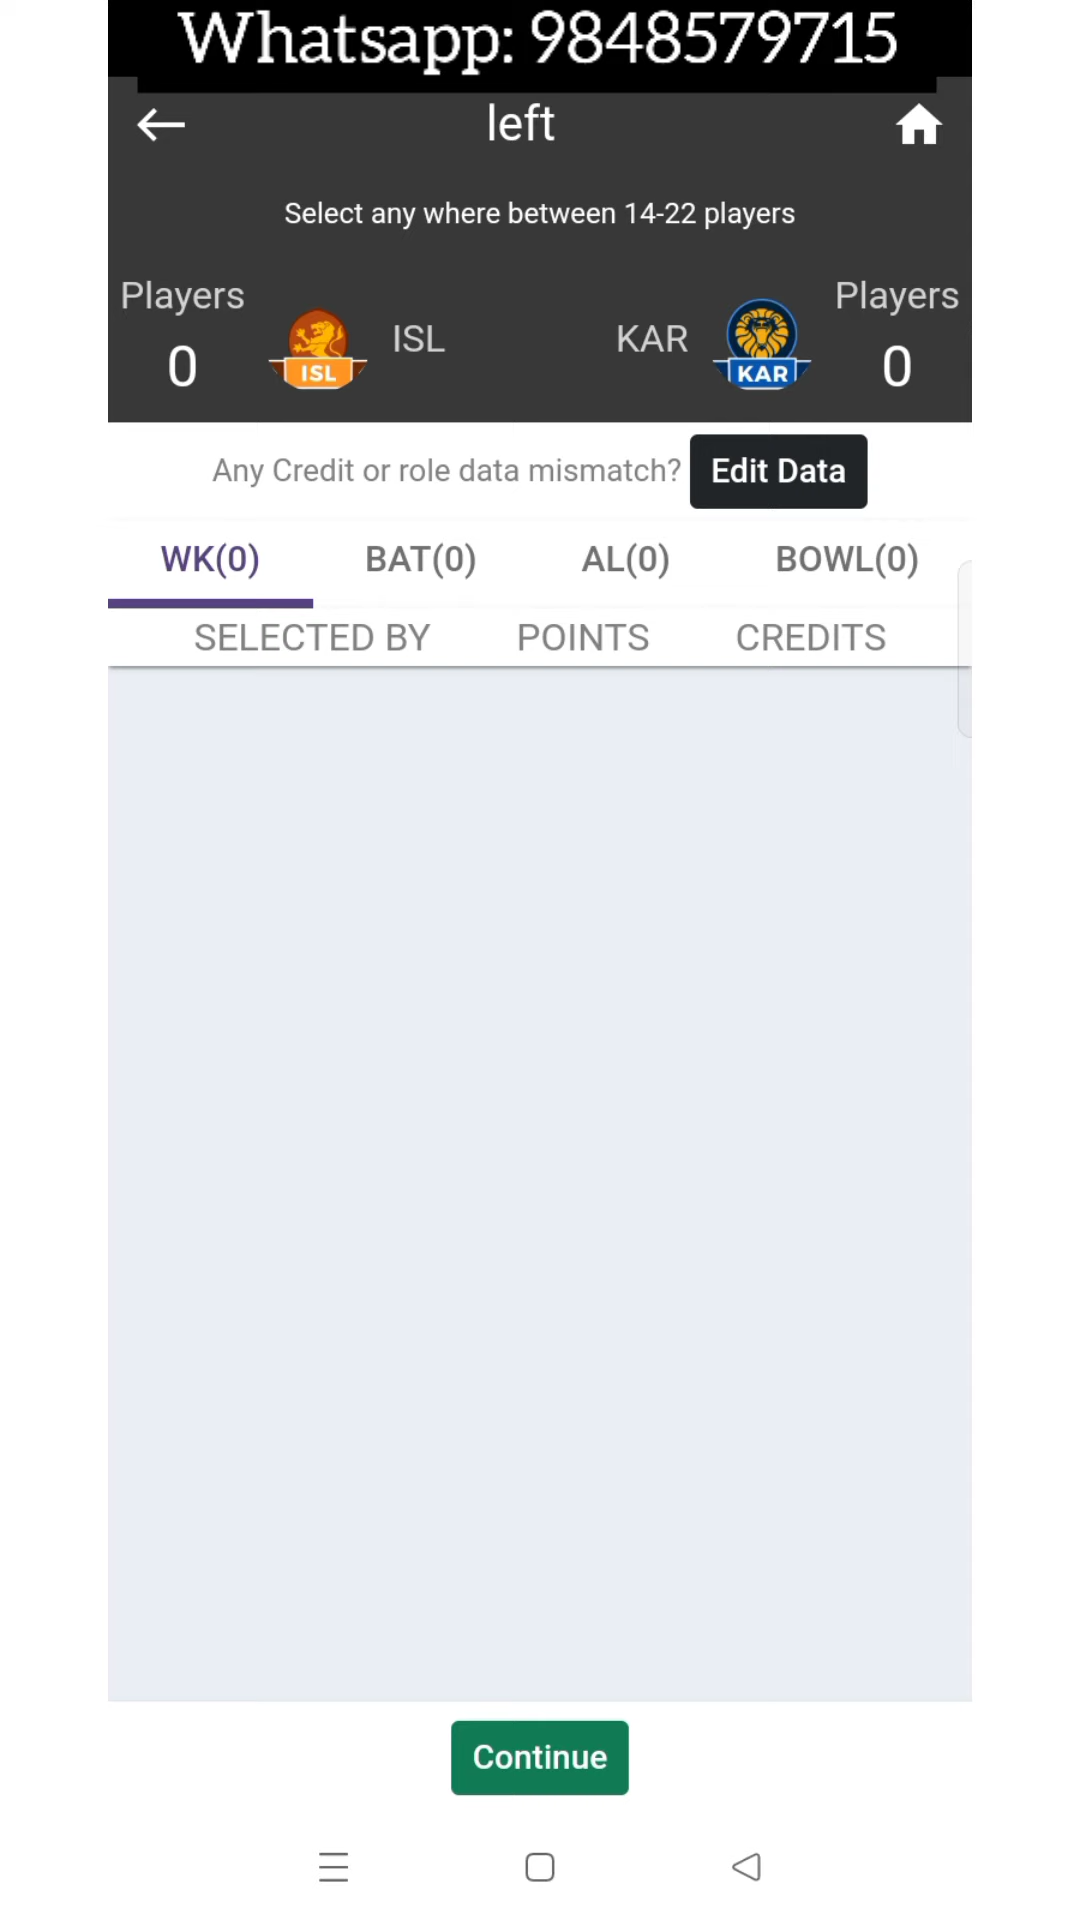 Whatsapp: 9848579715
left
Select any where between 14-22 players
Players
Players
ISL
KAR
0
0
ISL
KAR
Any Credit or role data mismatch? Edit Data
WK(0) BAT(0) AL(0) BOWL(0)
SELECTED BY POINTS CREDITS
Continue